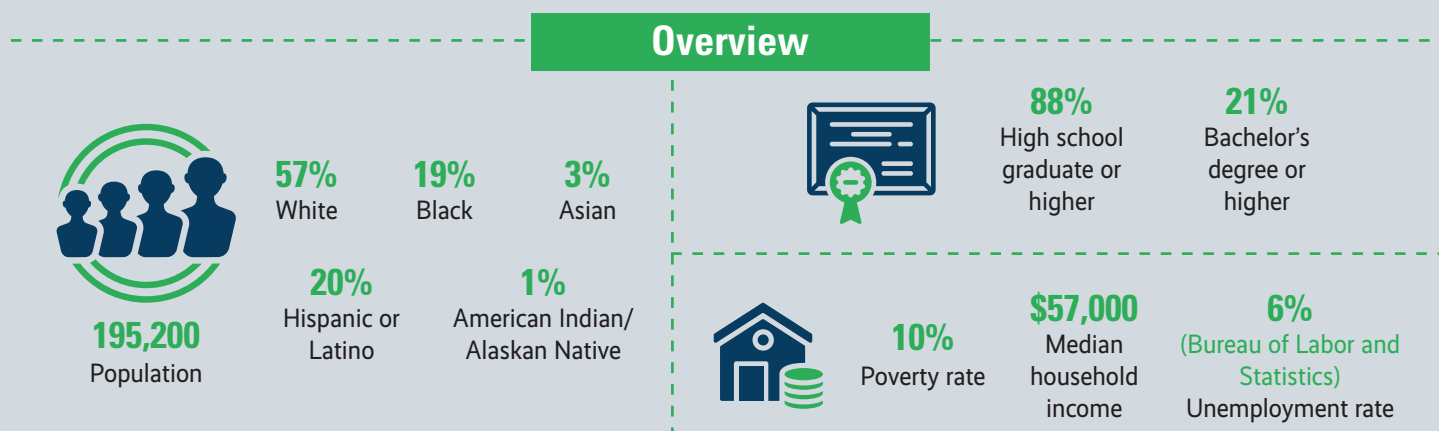 Overview
195,200
Population
57%
White
19%
Black
3%
Asian
20%
Hispanic or
Latino
1%
American Indian/
Alaskan Native
88%
High school
graduate or
higher
21%
Bachelor’s
degree or
higher
10%
Poverty rate
$57,000
Median
household
income
6%
(Bureau of Labor and
Statistics)
Unemployment rate